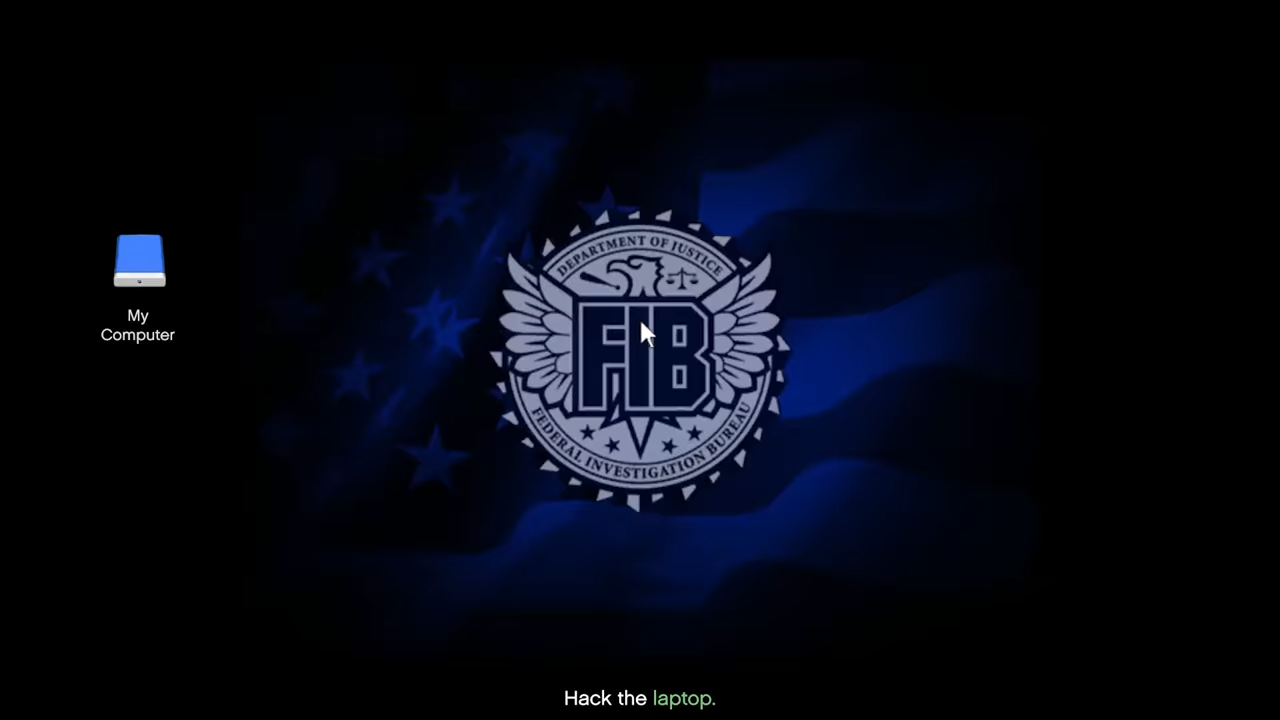 DEPARTMENT OF JUSTICE
FIB
FEDERAL INVESTIGATION BUREAU
My
Computer
Hack the laptop.